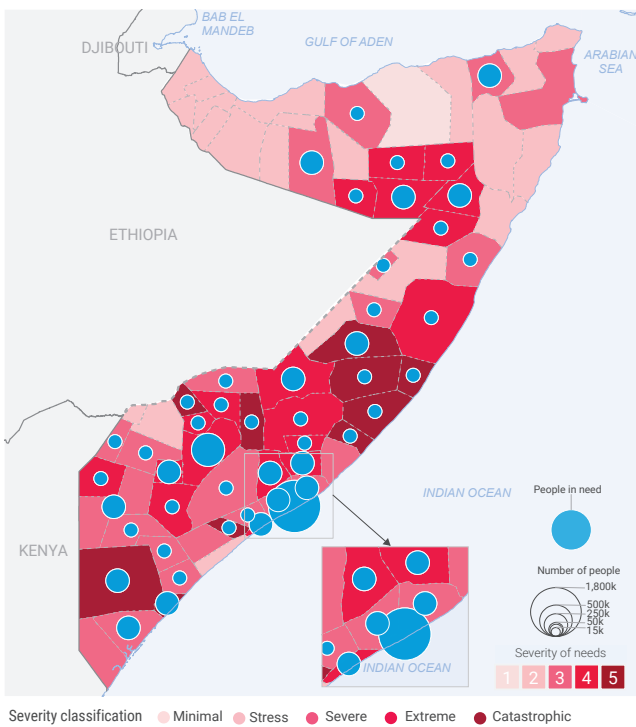 BAB EL
MANDEB
DJIBOUTI
GULF OF ADEN
ARABIAN
SEA
ETHIOPIA
INDIAN OCEAN
People in need
KENYA
Number of people
1,800k
500k
250k
50k
15k
INDIAN OCEAN
Severity of needs
1 2 3 4 5
Severity classification Minimal Stress Severe Extreme Catastrophic